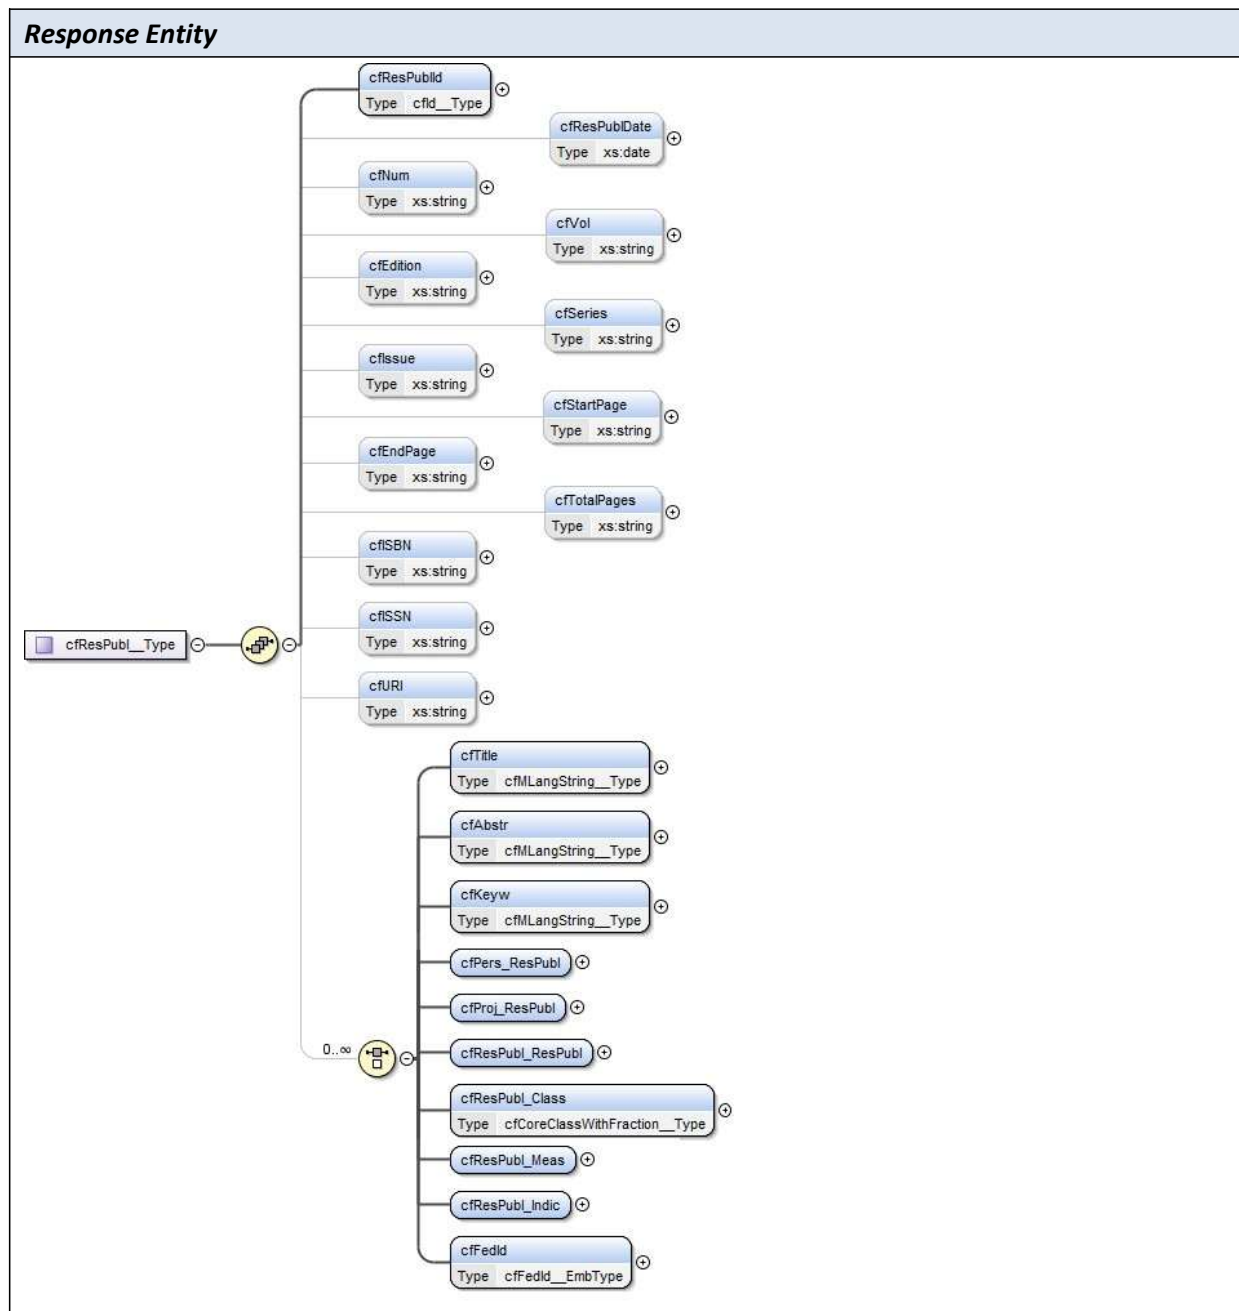 Response Entity
cfResPublId
Type cfId__Type
cfResPublDate
Type xs:date
cfNum
Type xs:string
cfVol
Type xs:string
cfEdition
Type xs:string
cfSeries
Type xs:string
cfIssue
Type xs:string
cfStartPage
Type xs:string
cfEndPage
Type xs:string
cfTotalPages
Type xs:string
cfISBN
Type xs:string
cfISSN
Type xs:string
cfResPubl__Type
cfURI
Type xs:string
cfTitle
Type cfMLangString__Type
cfAbstr
Type cfMLangString__Type
cfKeyw
Type cfMLangString__Type
cfPers_ResPubl
cfProj_ResPubl
0..∞
cfResPubl_ResPubl
cfResPubl_Class
Type cfCoreClassWithFraction__Type
cfResPubl_Meas
cfResPubl_Indic
cfFedId
Type cfFedId__EmbType